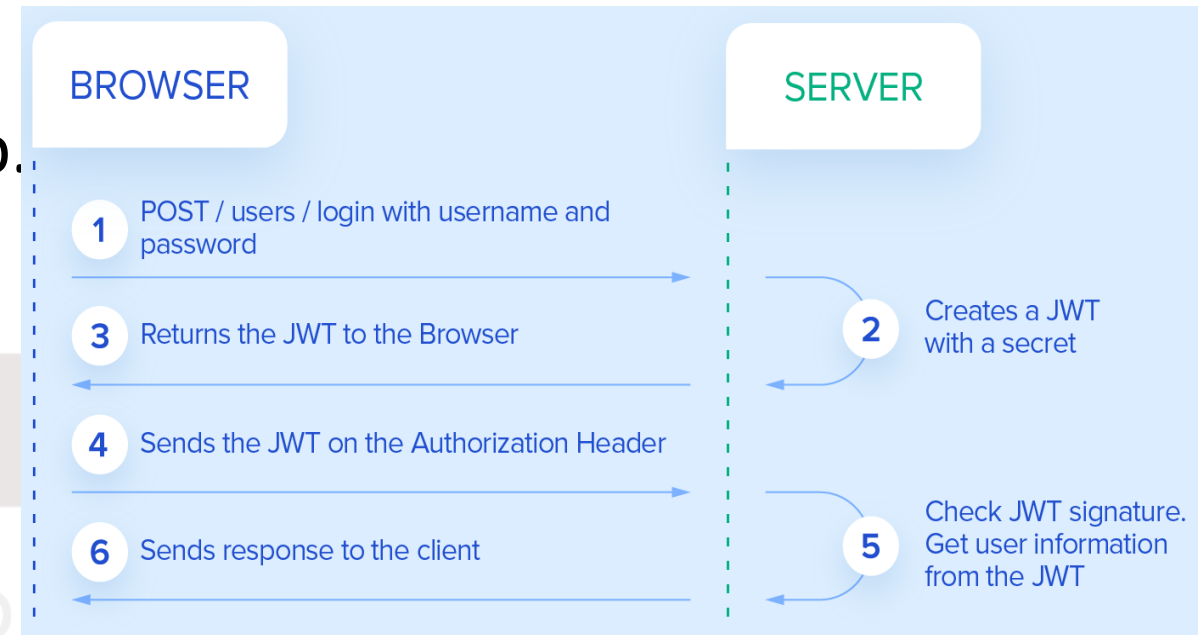 BROWSER
SERVER
1
POST / users / login with username and
password
2
Creates a JWT
with a secret
3
Returns the JWT to the Browser
4
Sends the JWT on the Authorization Header
5
Check JWT signature.
Get user information
from the JWT
6
Sends response to the client